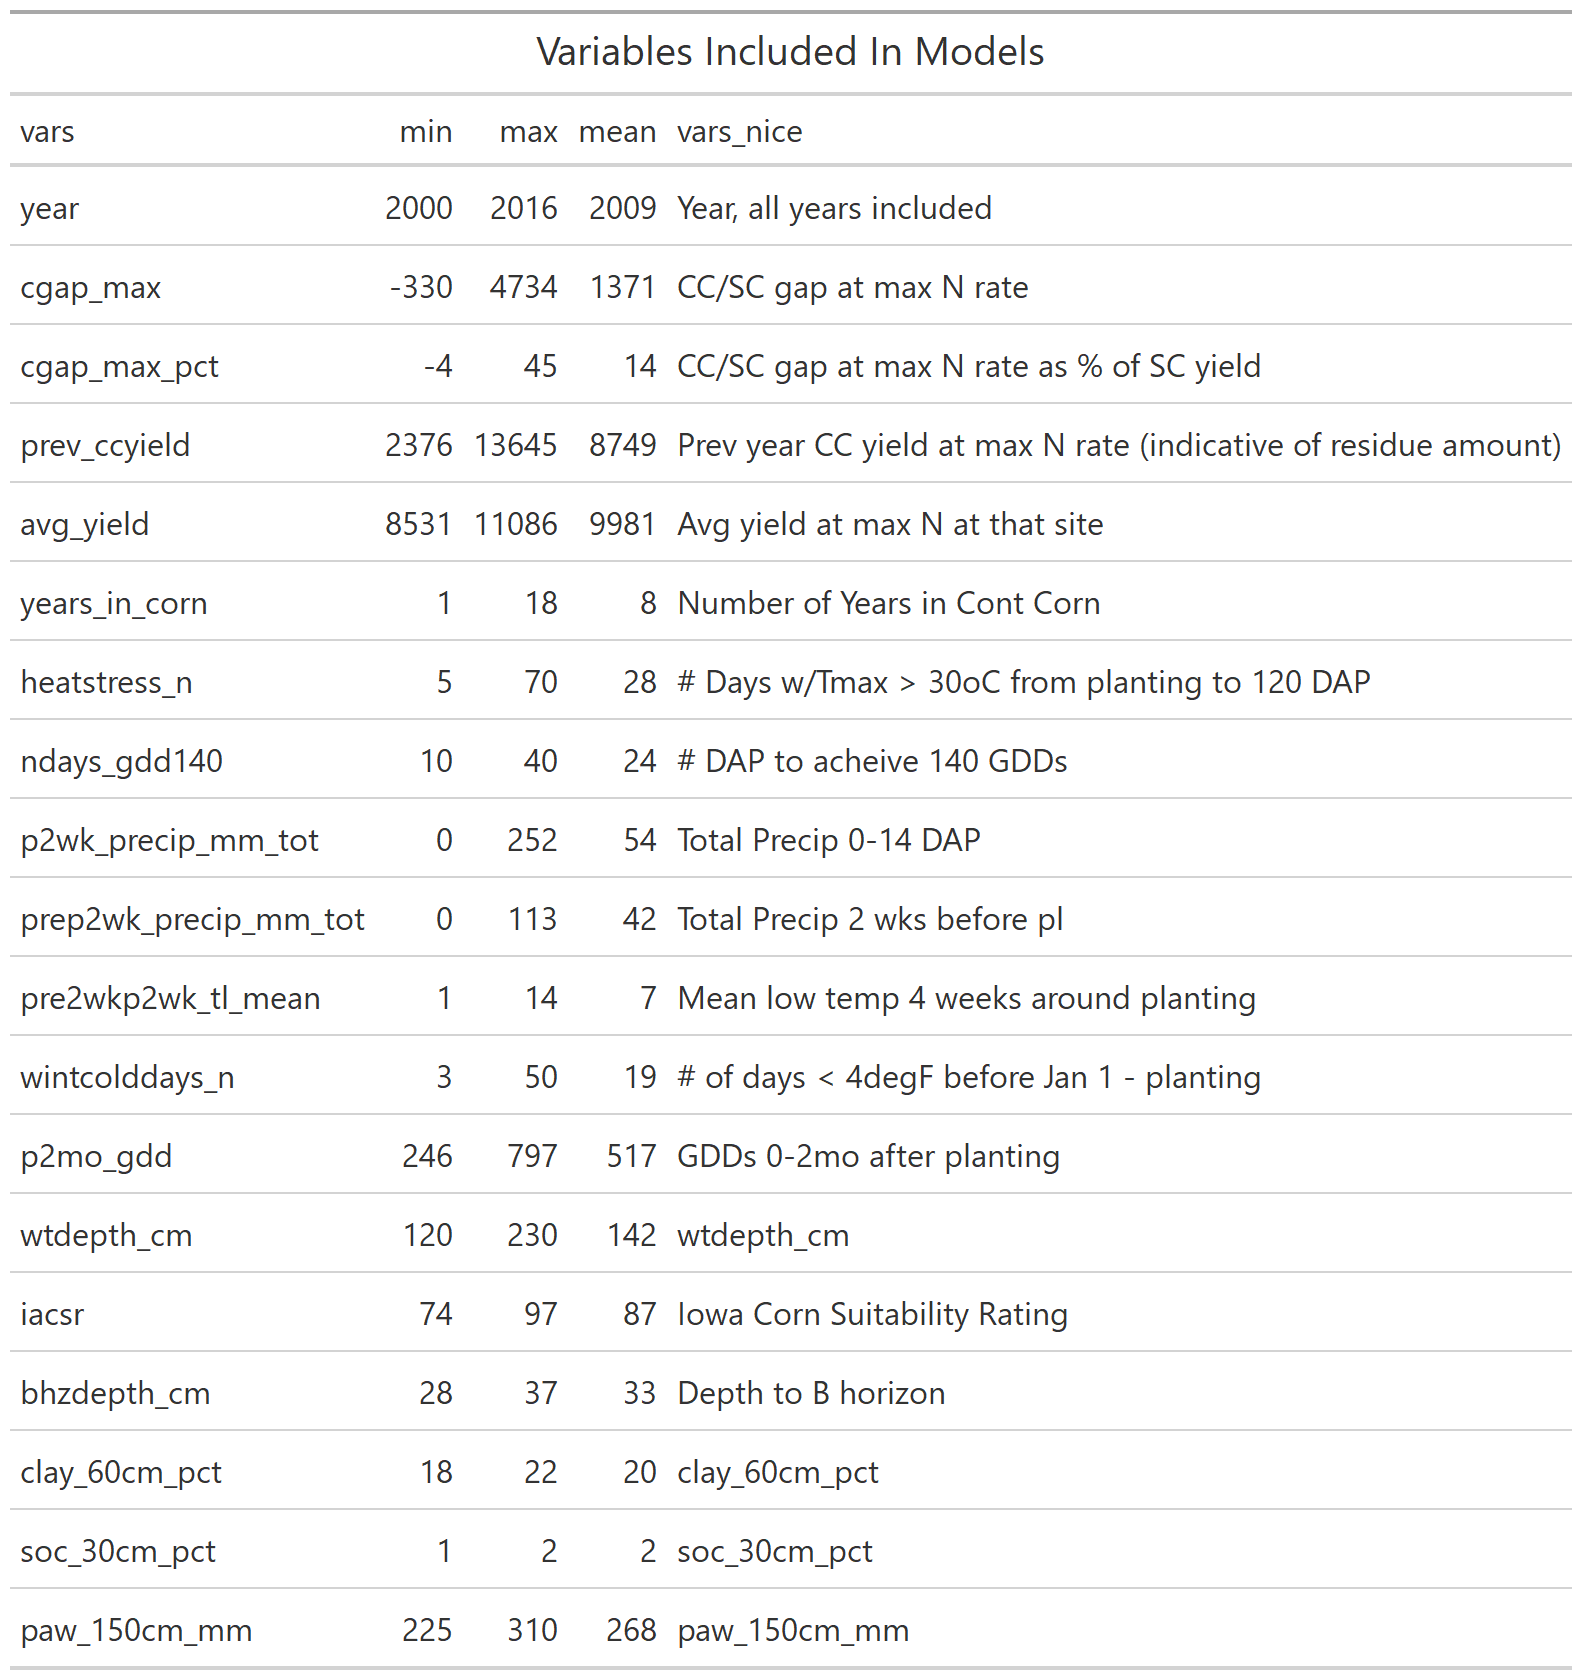 Variables Included In Models
vars min max mean vars_nice
year 2000 2016 2009 Year, all years included
cgap_max -330 4734 1371 CC/SC gap at max N rate
cgap_max_pct -4 45 14 CC/SC gap at max N rate as % of SC yield
prev_ccyield 2376 13645 8749 Prev year CC yield at max N rate (indicative of residue amount)
avg_yield 8531 11086 9981 Avg yield at max N at that site
years_in_corn 1 18 8 Number of Years in Cont Corn
heatstress_n 5 70 28 # Days w/Tmax > 30oC from planting to 120 DAP
ndays_gdd140 10 40 24 # DAP to acheive 140 GDDs
p2wk_precip_mm_tot 0 252 54 Total Precip 0-14 DAP
prep2wk_precip_mm_tot 0 113 42 Total Precip 2 wks before pl
pre2wkp2wk_tl_mean 1 14 7 Mean low temp 4 weeks around planting
wintcolddays_n 3 50 19 # of days < 4degF before Jan 1 - planting
p2mo_gdd 246 797 517 GDDs 0-2mo after planting
wtdepth_cm 120 230 142 wtdepth_cm
iacsr 74 97 87 Iowa Corn Suitability Rating
bhzdepth_cm 28 37 33 Depth to B horizon
clay_60cm_pct 18 22 20 clay_60cm_pct
soc_30cm_pct 1 2 2 soc_30cm_pct
paw_150cm_mm 225 310 268 paw_150cm_mm